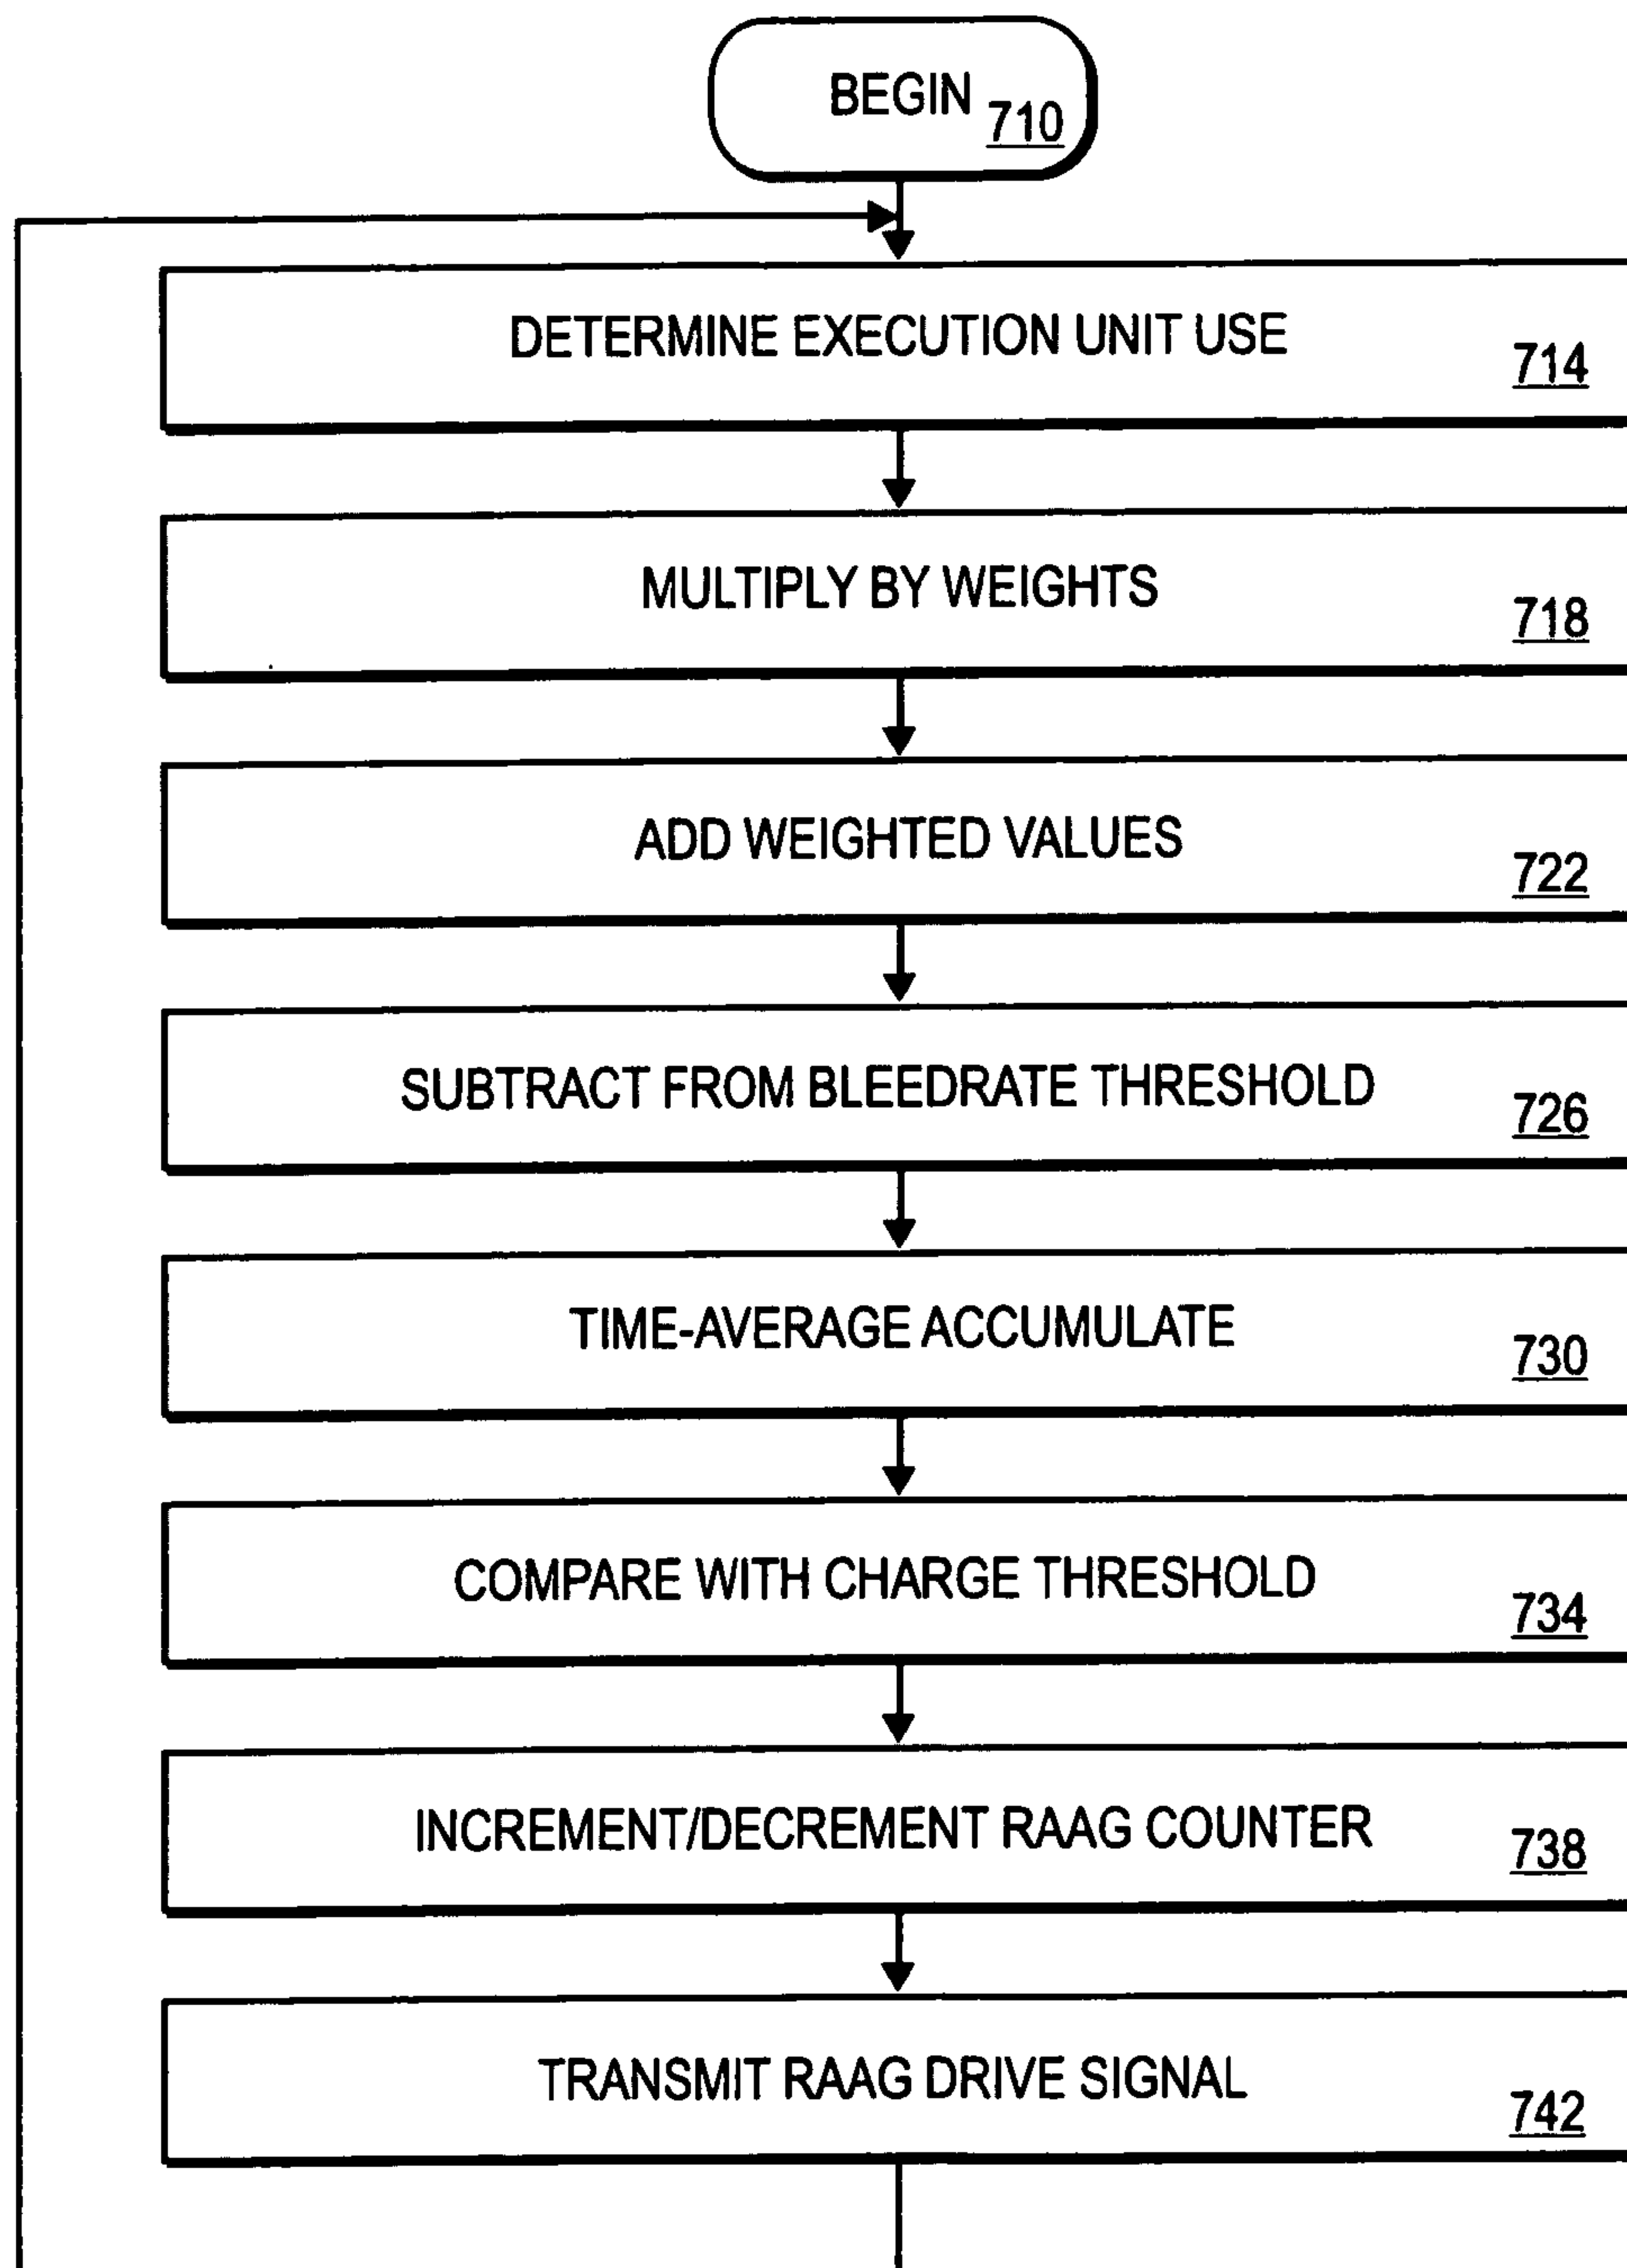 BEGIN 710
DETERMINE EXECUTION UNIT USE 714
MULTIPLY BY WEIGHTS 718
ADD WEIGHTED VALUES 722
SUBTRACT FROM BLEEDRATE THRESHOLD 726
TIME-AVERAGE ACCUMULATE 730
COMPARE WITH CHARGE THRESHOLD 734
INCREMENT/DECREMENT RAAG COUNTER 738
TRANSMIT RAAG DRIVE SIGNAL 742